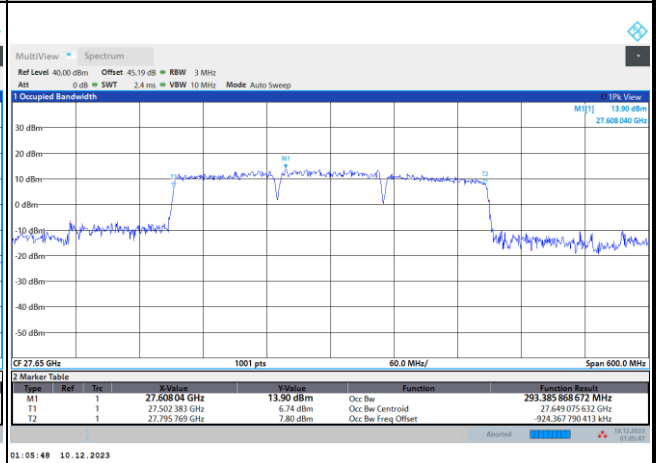 MultiView Spectrum
Ref Level 40.00 dBm Offset 45.19 dB RBW 3 MHz
Att 0 dB SWT 2.4 ms VBW 10 MHz Mode Auto Sweep
1 Occupied Bandwidth 1Pk View
M1[1] 13.90 dBm
27.608 040 GHz
30 dBm
20 dBm
M1
T1 T2
10 dBm
0 dBm
-10 dBm
-20 dBm
-30 dBm
-40 dBm
-50 dBm
CF 27.65 GHz 1001 pts 60.0 MHz/ Span 600.0 MHz
2 Marker Table
Type Ref Trc X-Value Y-Value Function Function Result
M1 1 27.608 04 GHz 13.90 dBm Occ Bw 293.385 868 672 MHz
T1 1 27.502 383 GHz 6.74 dBm Occ Bw Centroid 27.649 075 632 GHz
T2 1 27.795 769 GHz 7.80 dBm Occ Bw Freq Offset -924.367 790 413 kHz
Aborted 10.12.2023
01:05:47
01:05:48 10.12.2023